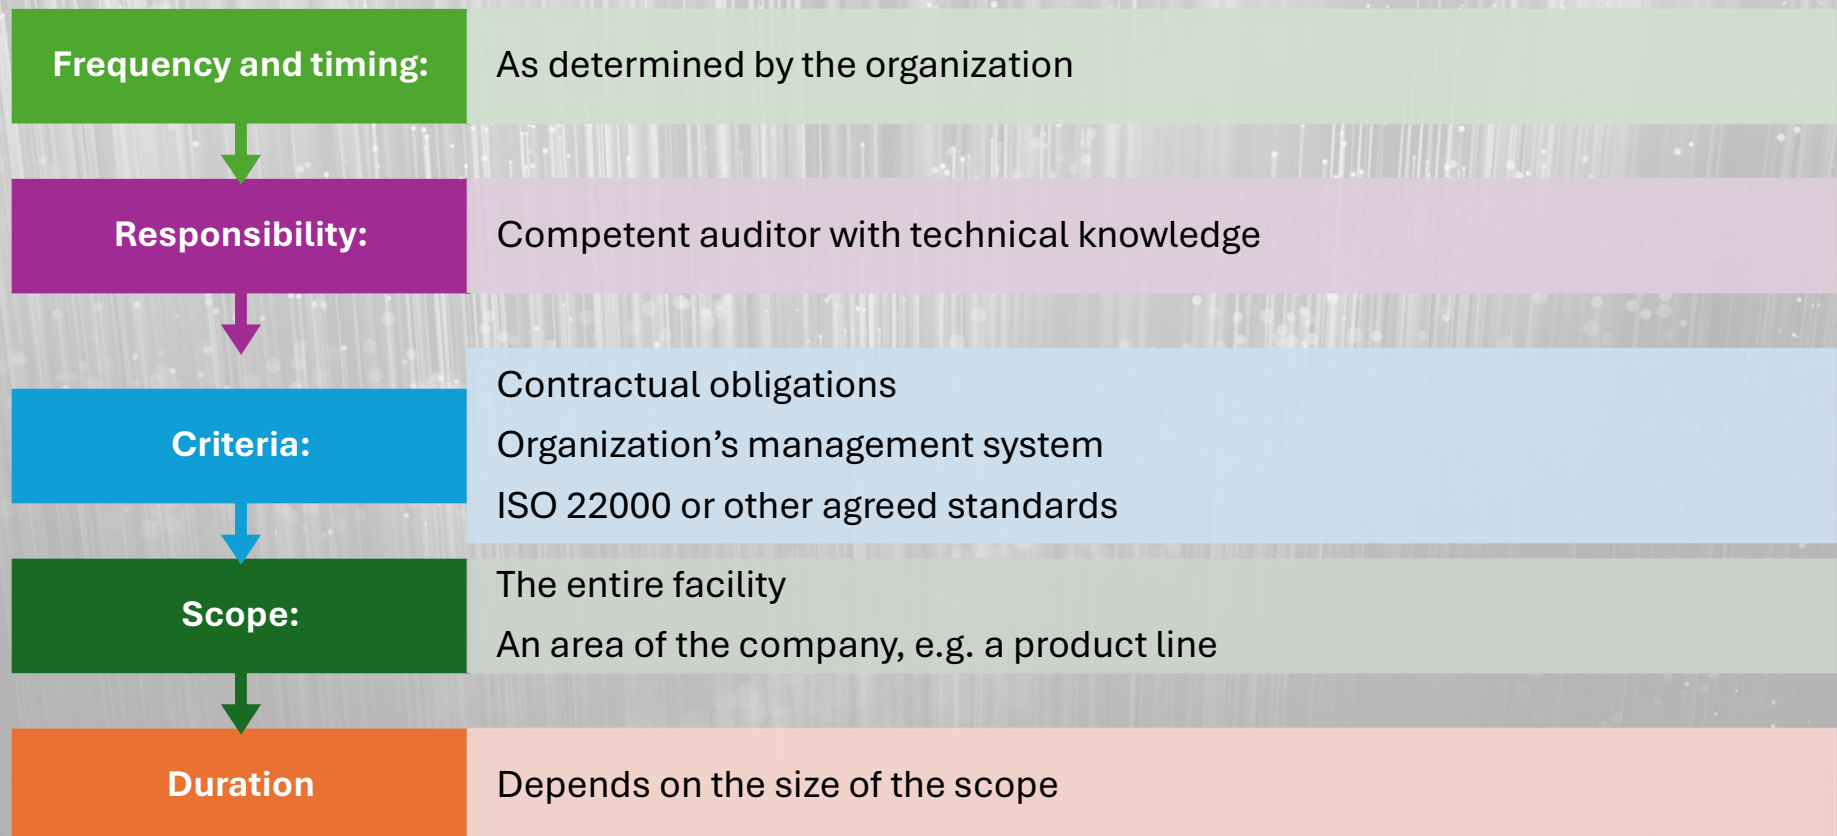 Frequency and timing:
As determined by the organization
Responsibility:
Competent auditor with technical knowledge
Criteria:
Contractual obligations
Organization’s management system
ISO 22000 or other agreed standards
Scope:
The entire facility
An area of the company, e.g. a product line
Duration
Depends on the size of the scope